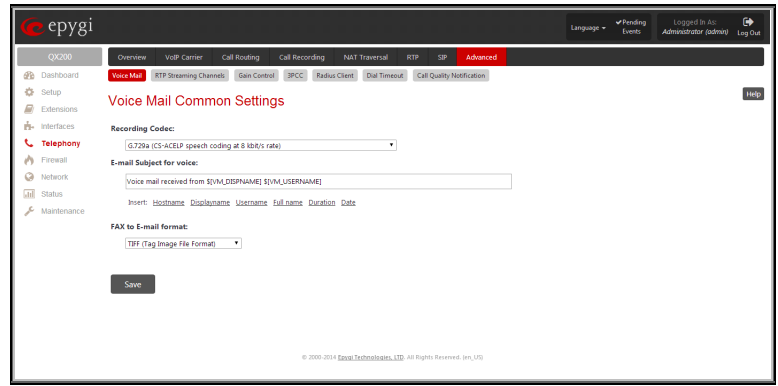 epygi
Language
Pending Events
Logged In As: Administrator (admin)
Log Out
QX200
Overview VoIP Carrier Call Routing Call Recording NAT Traversal RTP SIP Advanced
Dashboard
Setup
Extensions
Interfaces
Telephony
Firewall
Network
Status
Maintenance
Voice Mail RTP Streaming Channels Gain Control 3PCC Radius Client Dial Timeout Call Quality Notification
Voice Mail Common Settings
Help
Recording Codec:
G.729a (CS-ACELP speech coding at 8 kbit/s rate)
E-mail Subject for voice:
Voice mail received from $[VM_DISPNAME] $[VM_USERNAME]
Insert: Hostname Displayname Username Full name Duration Date
FAX to E-mail format:
TIFF (Tag Image File Format)
Save
© 2000-2014 Epygi Technologies, LTD. All Rights Reserved. (en_US)